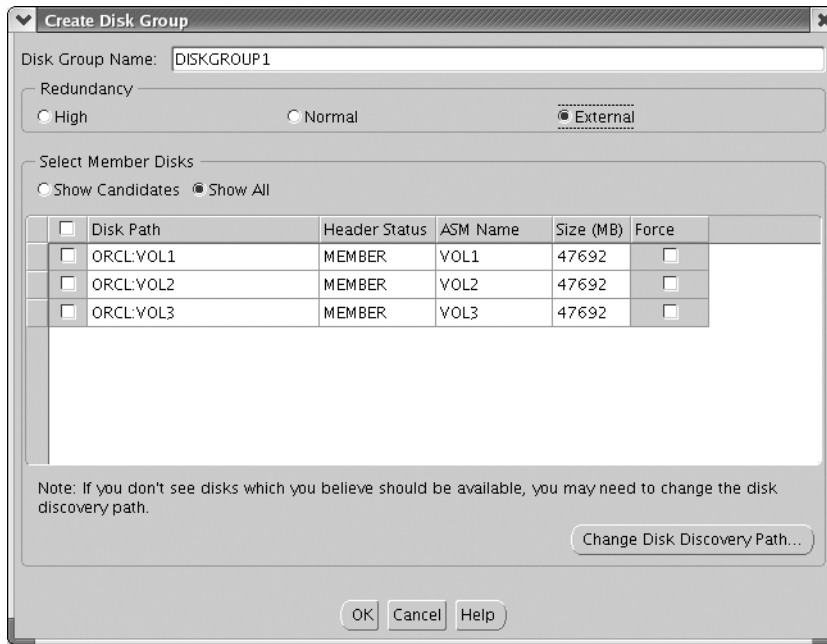 Create Disk Group
Disk Group Name: DISKGROUP1
Redundancy
High Normal External
Select Member Disks
Show Candidates Show All
Disk Path Header Status ASM Name Size (MB) Force
ORCL:VOL1 MEMBER VOL1 47692
ORCL:VOL2 MEMBER VOL2 47692
ORCL:VOL3 MEMBER VOL3 47692
Note: If you don't see disks which you believe should be available, you may need to change the disk
discovery path.
Change Disk Discovery Path...
OK Cancel Help